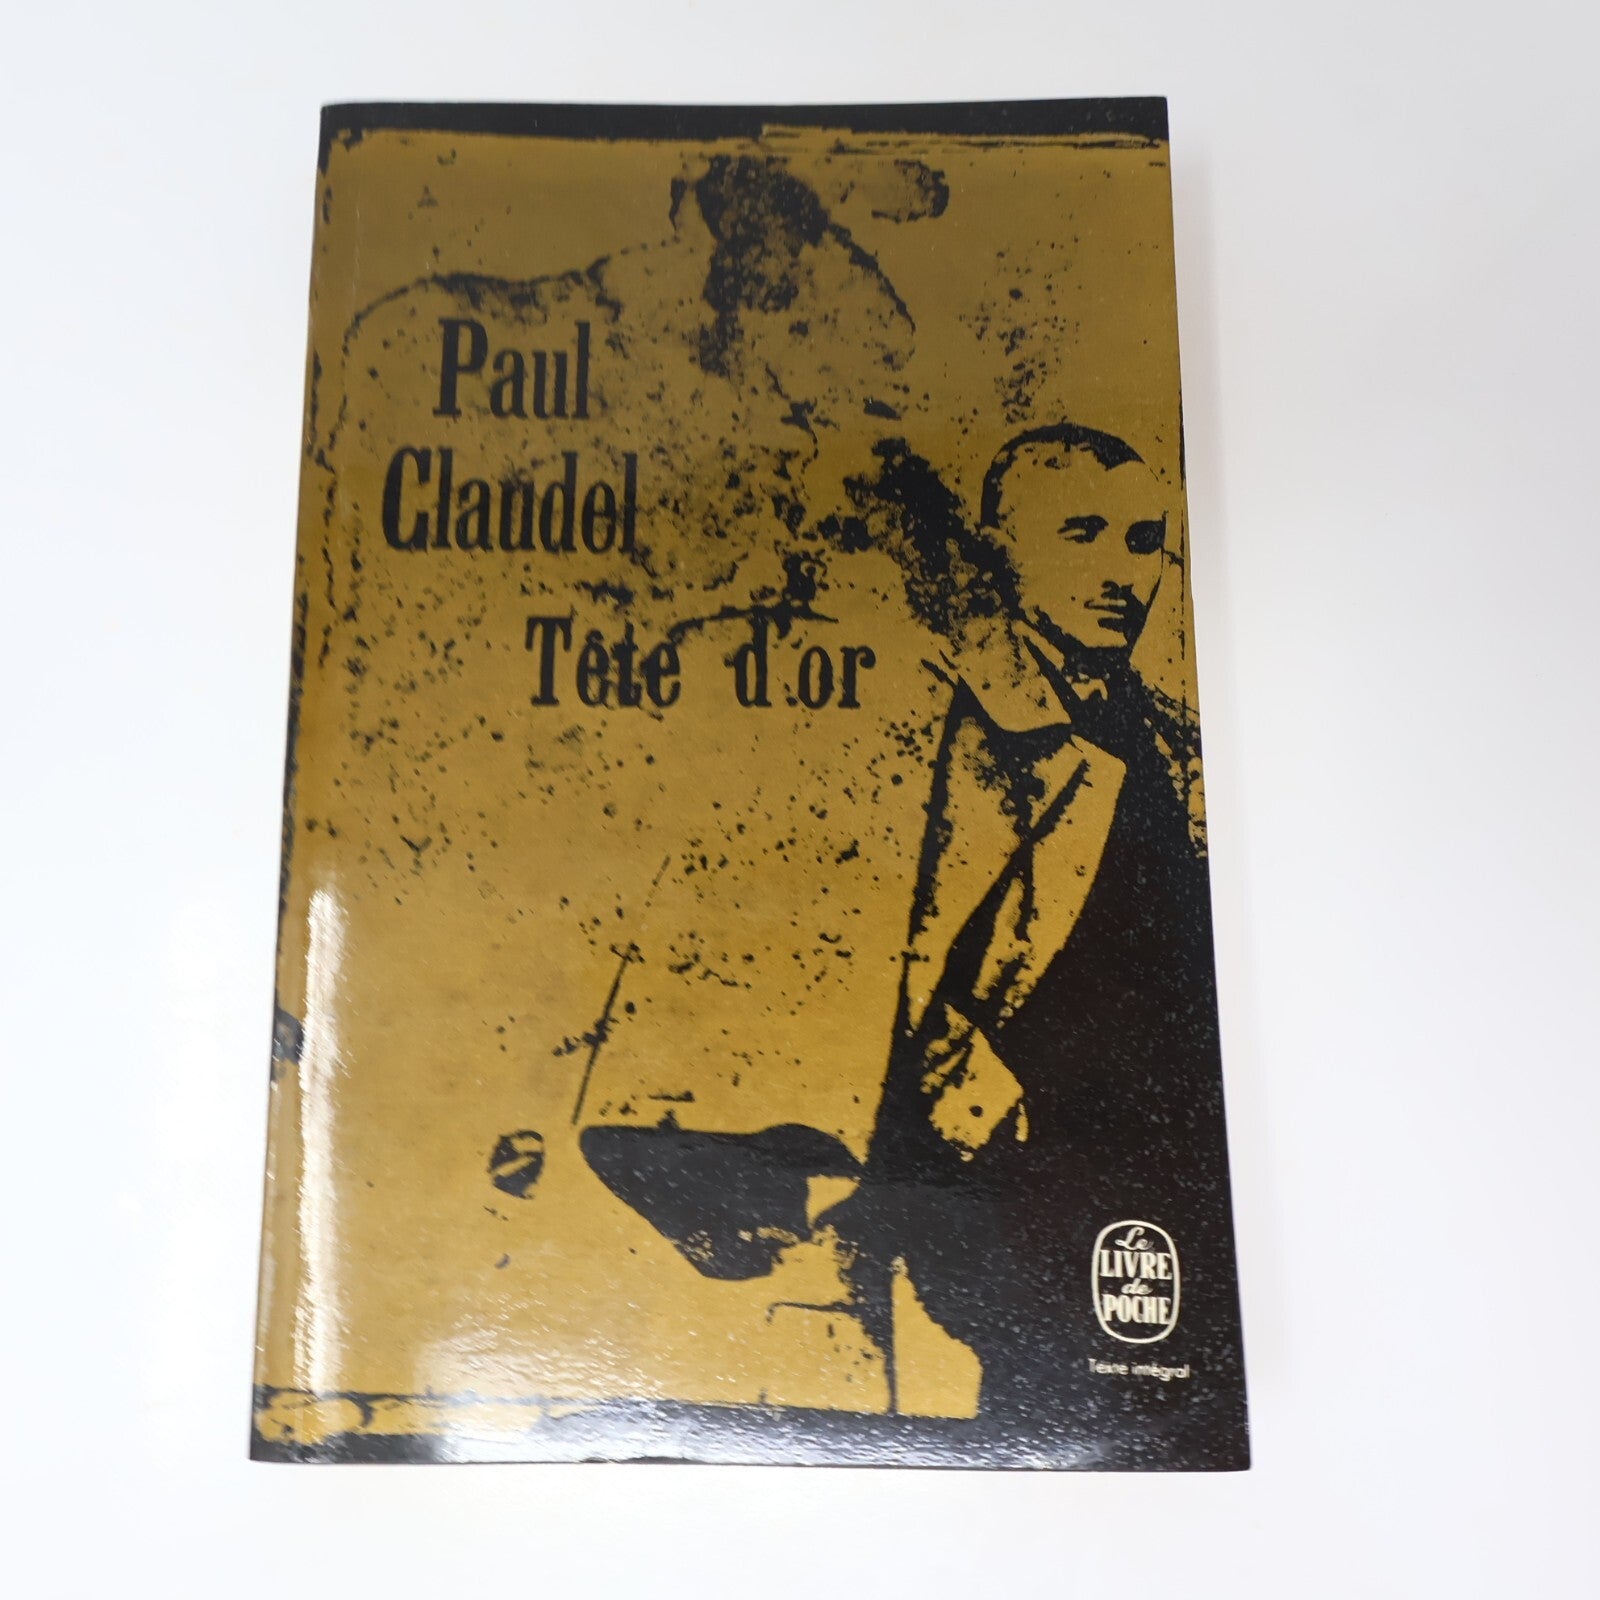 Paul
Claudel
Tête d'or
Le
LIVRE
de
POCHE
Texte intégral